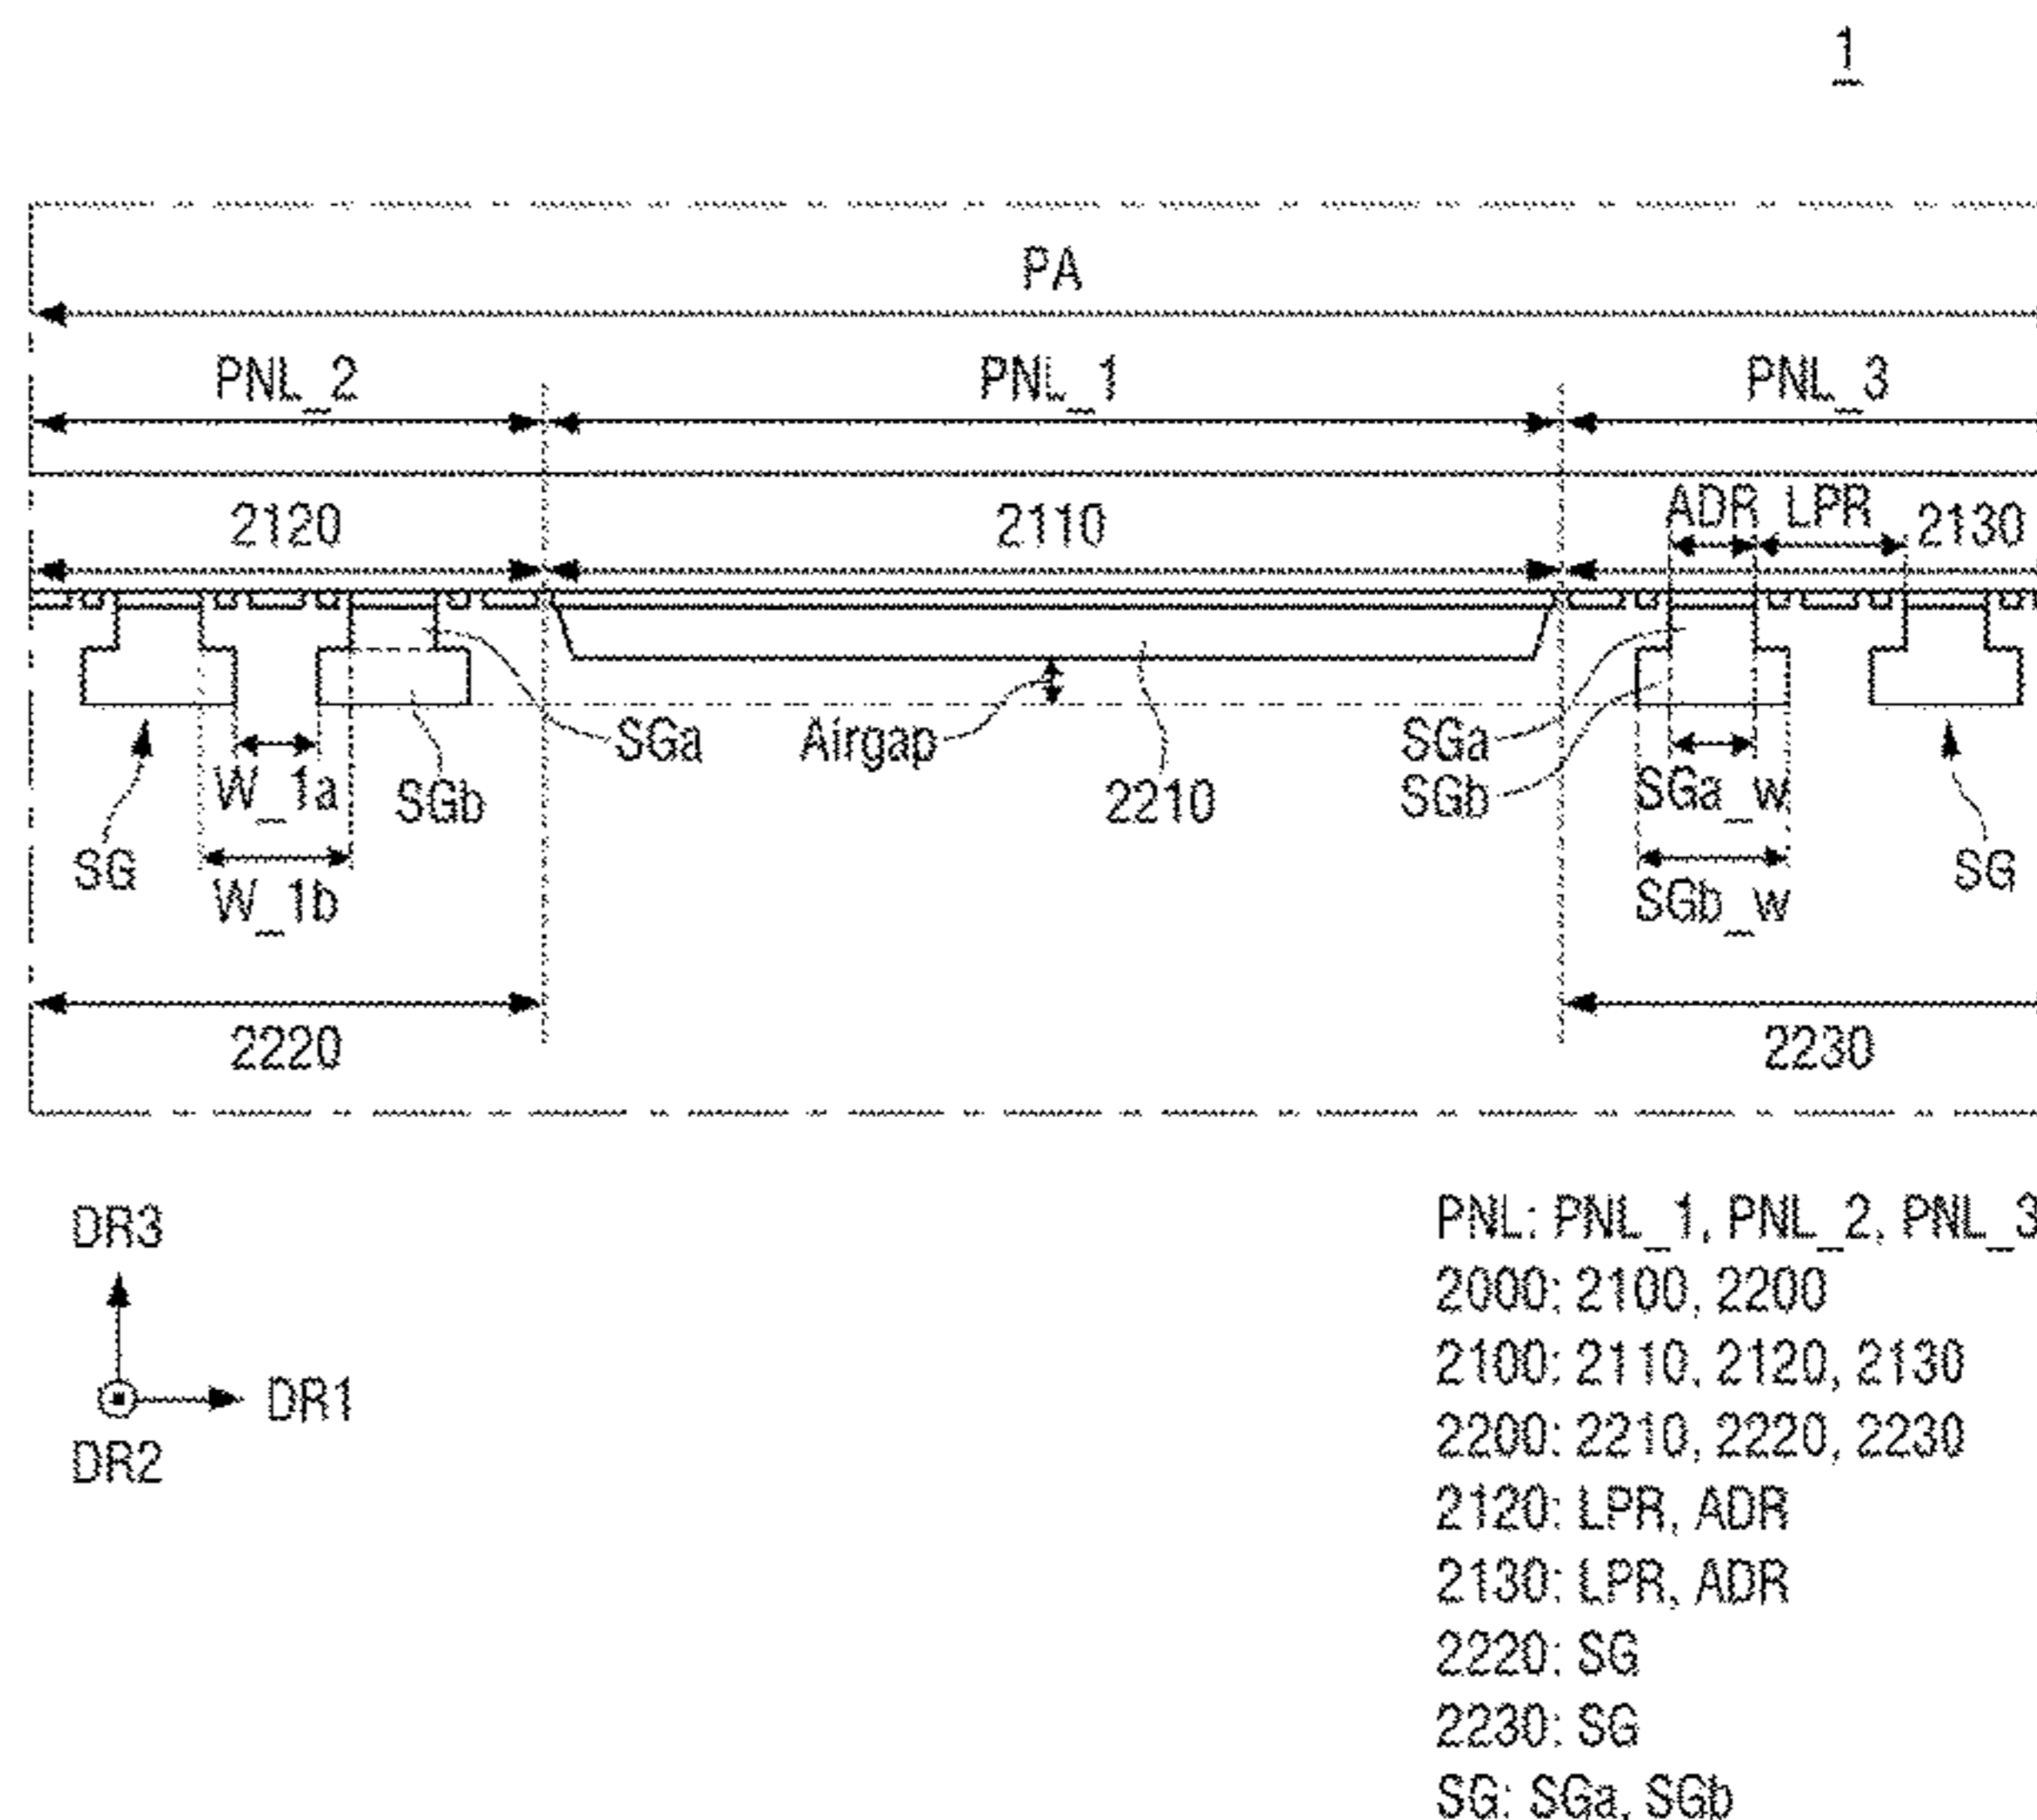 1
PA
PNL_2 PNL_1 PNL_3
2120 2110 ADR LPR 2130
SGa Airgap SGa
W_1a SGb 2210 SGb SGa_w
SG W_1b SGb_w SG
2220 2230
DR3
DR1
DR2
PNL: PNL_1, PNL_2, PNL_3
2000: 2100, 2200
2100: 2110, 2120, 2130
2200: 2210, 2220, 2230
2120: LPR, ADR
2130: LPR, ADR
2220: SG
2230: SG
SG: SGa, SGb